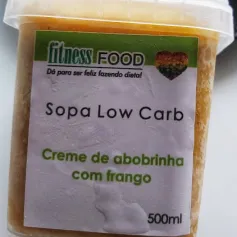 fitness FOOD
Dá para ser feliz fazendo dieta!
Sopa Low Carb
Creme de abobrinha
com frango
500ml